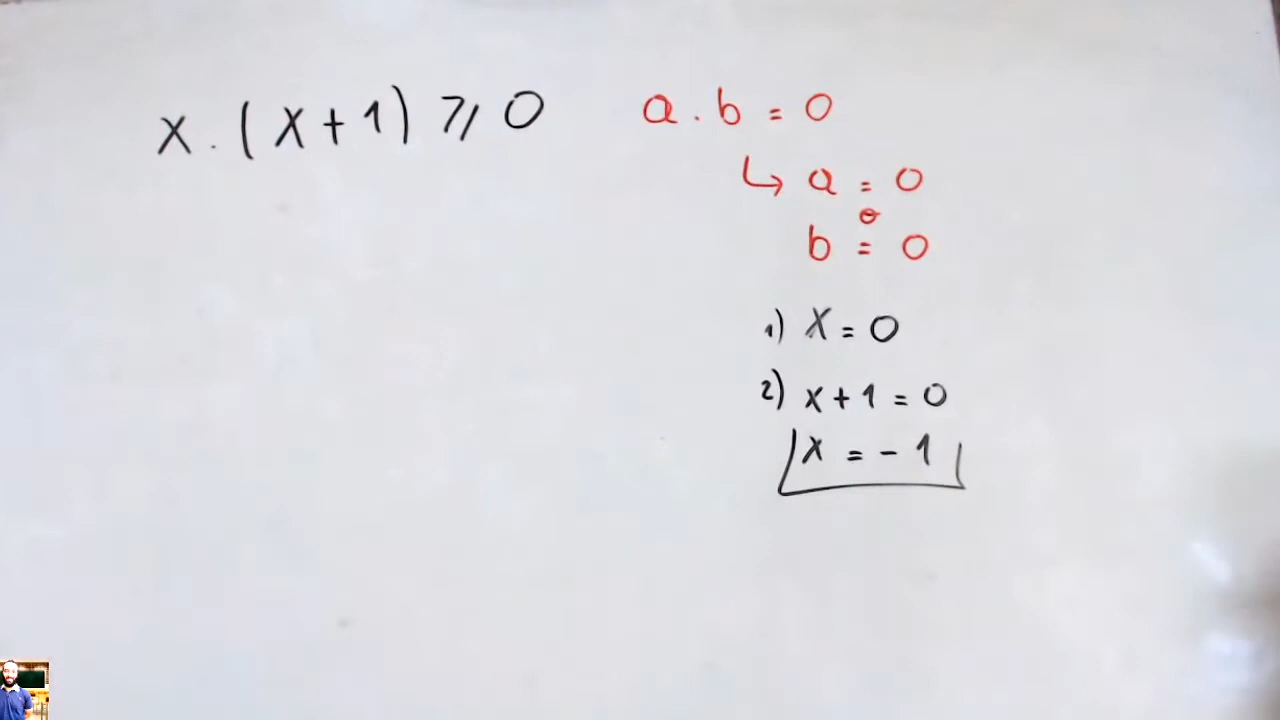 x . (x + 1) ⩾ 0
a . b = 0
↳ a = 0
o
b = 0
1) x = 0
2) x + 1 = 0
x = - 1